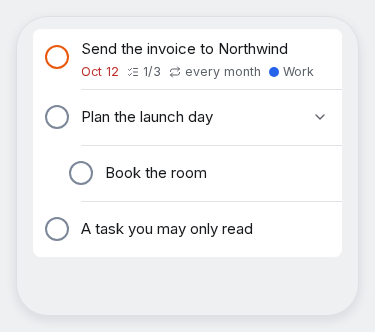 Send the invoice to Northwind
Oct 12 1/3 every month Work
Plan the launch day
Book the room
A task you may only read